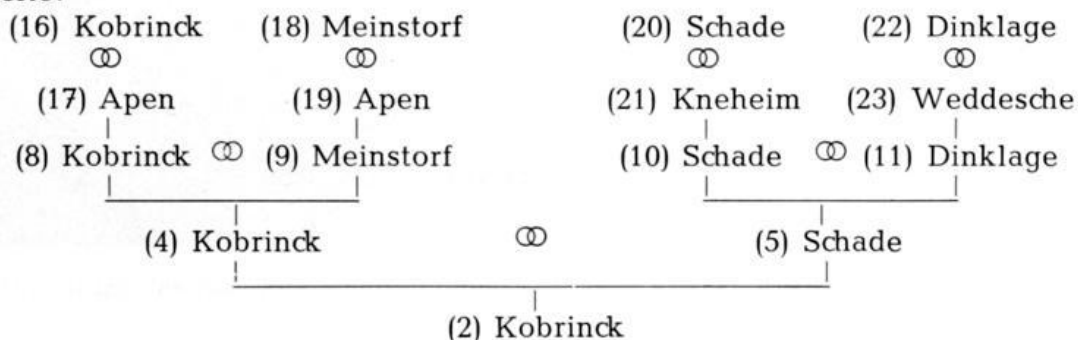 (16) Kobrinck (18) Meinstorf (20) Schade (22) Dinklage
(17) Apen (19) Apen (21) Kneheim (23) Weddesche
(8) Kobrinck (9) Meinstorf (10) Schade (11) Dinklage
(4) Kobrinck (5) Schade
(2) Kobrinck